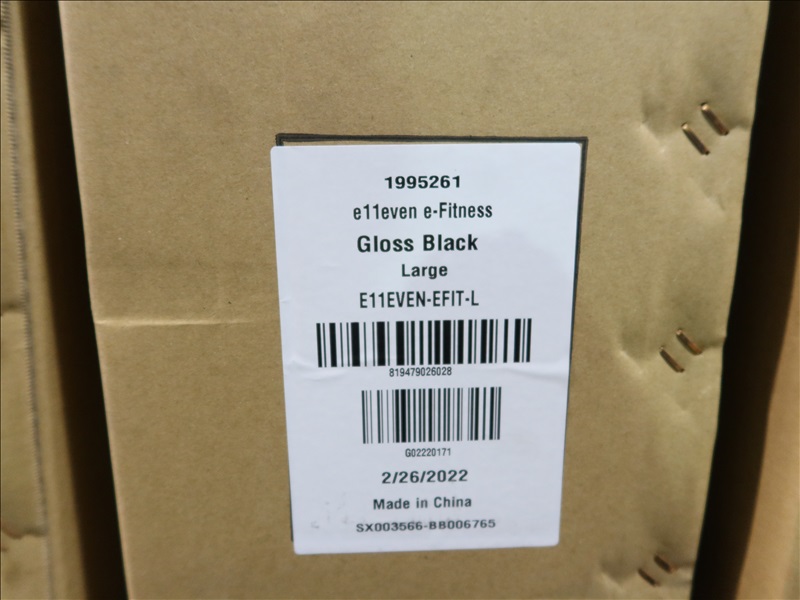 1995261
e11even e-Fitness
Gloss Black
Large
E11EVEN-EFIT-L
819479026028
G02220171
2/26/2022
Made in China
SX003566-BB006765